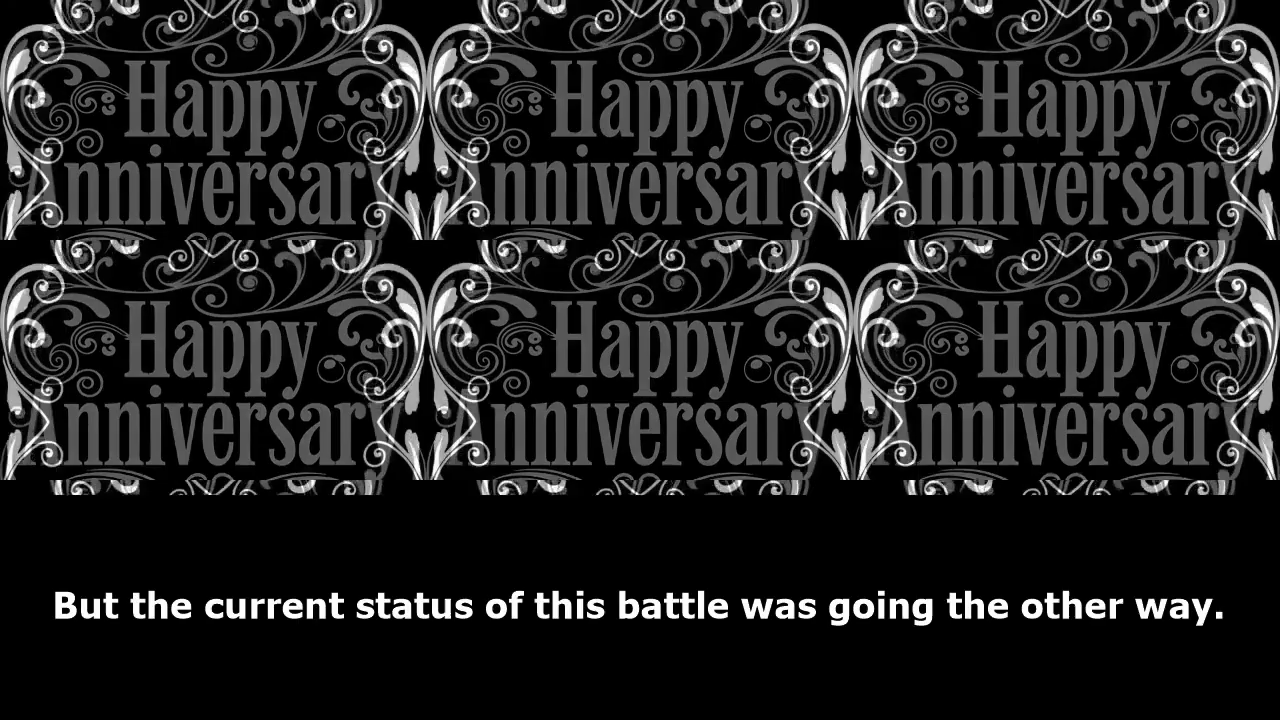 Happy Happy Happy
Anniversary Anniversary Anniversary
Happy Happy Happy
Anniversary Anniversary Anniversary
But the current status of this battle was going the other way.